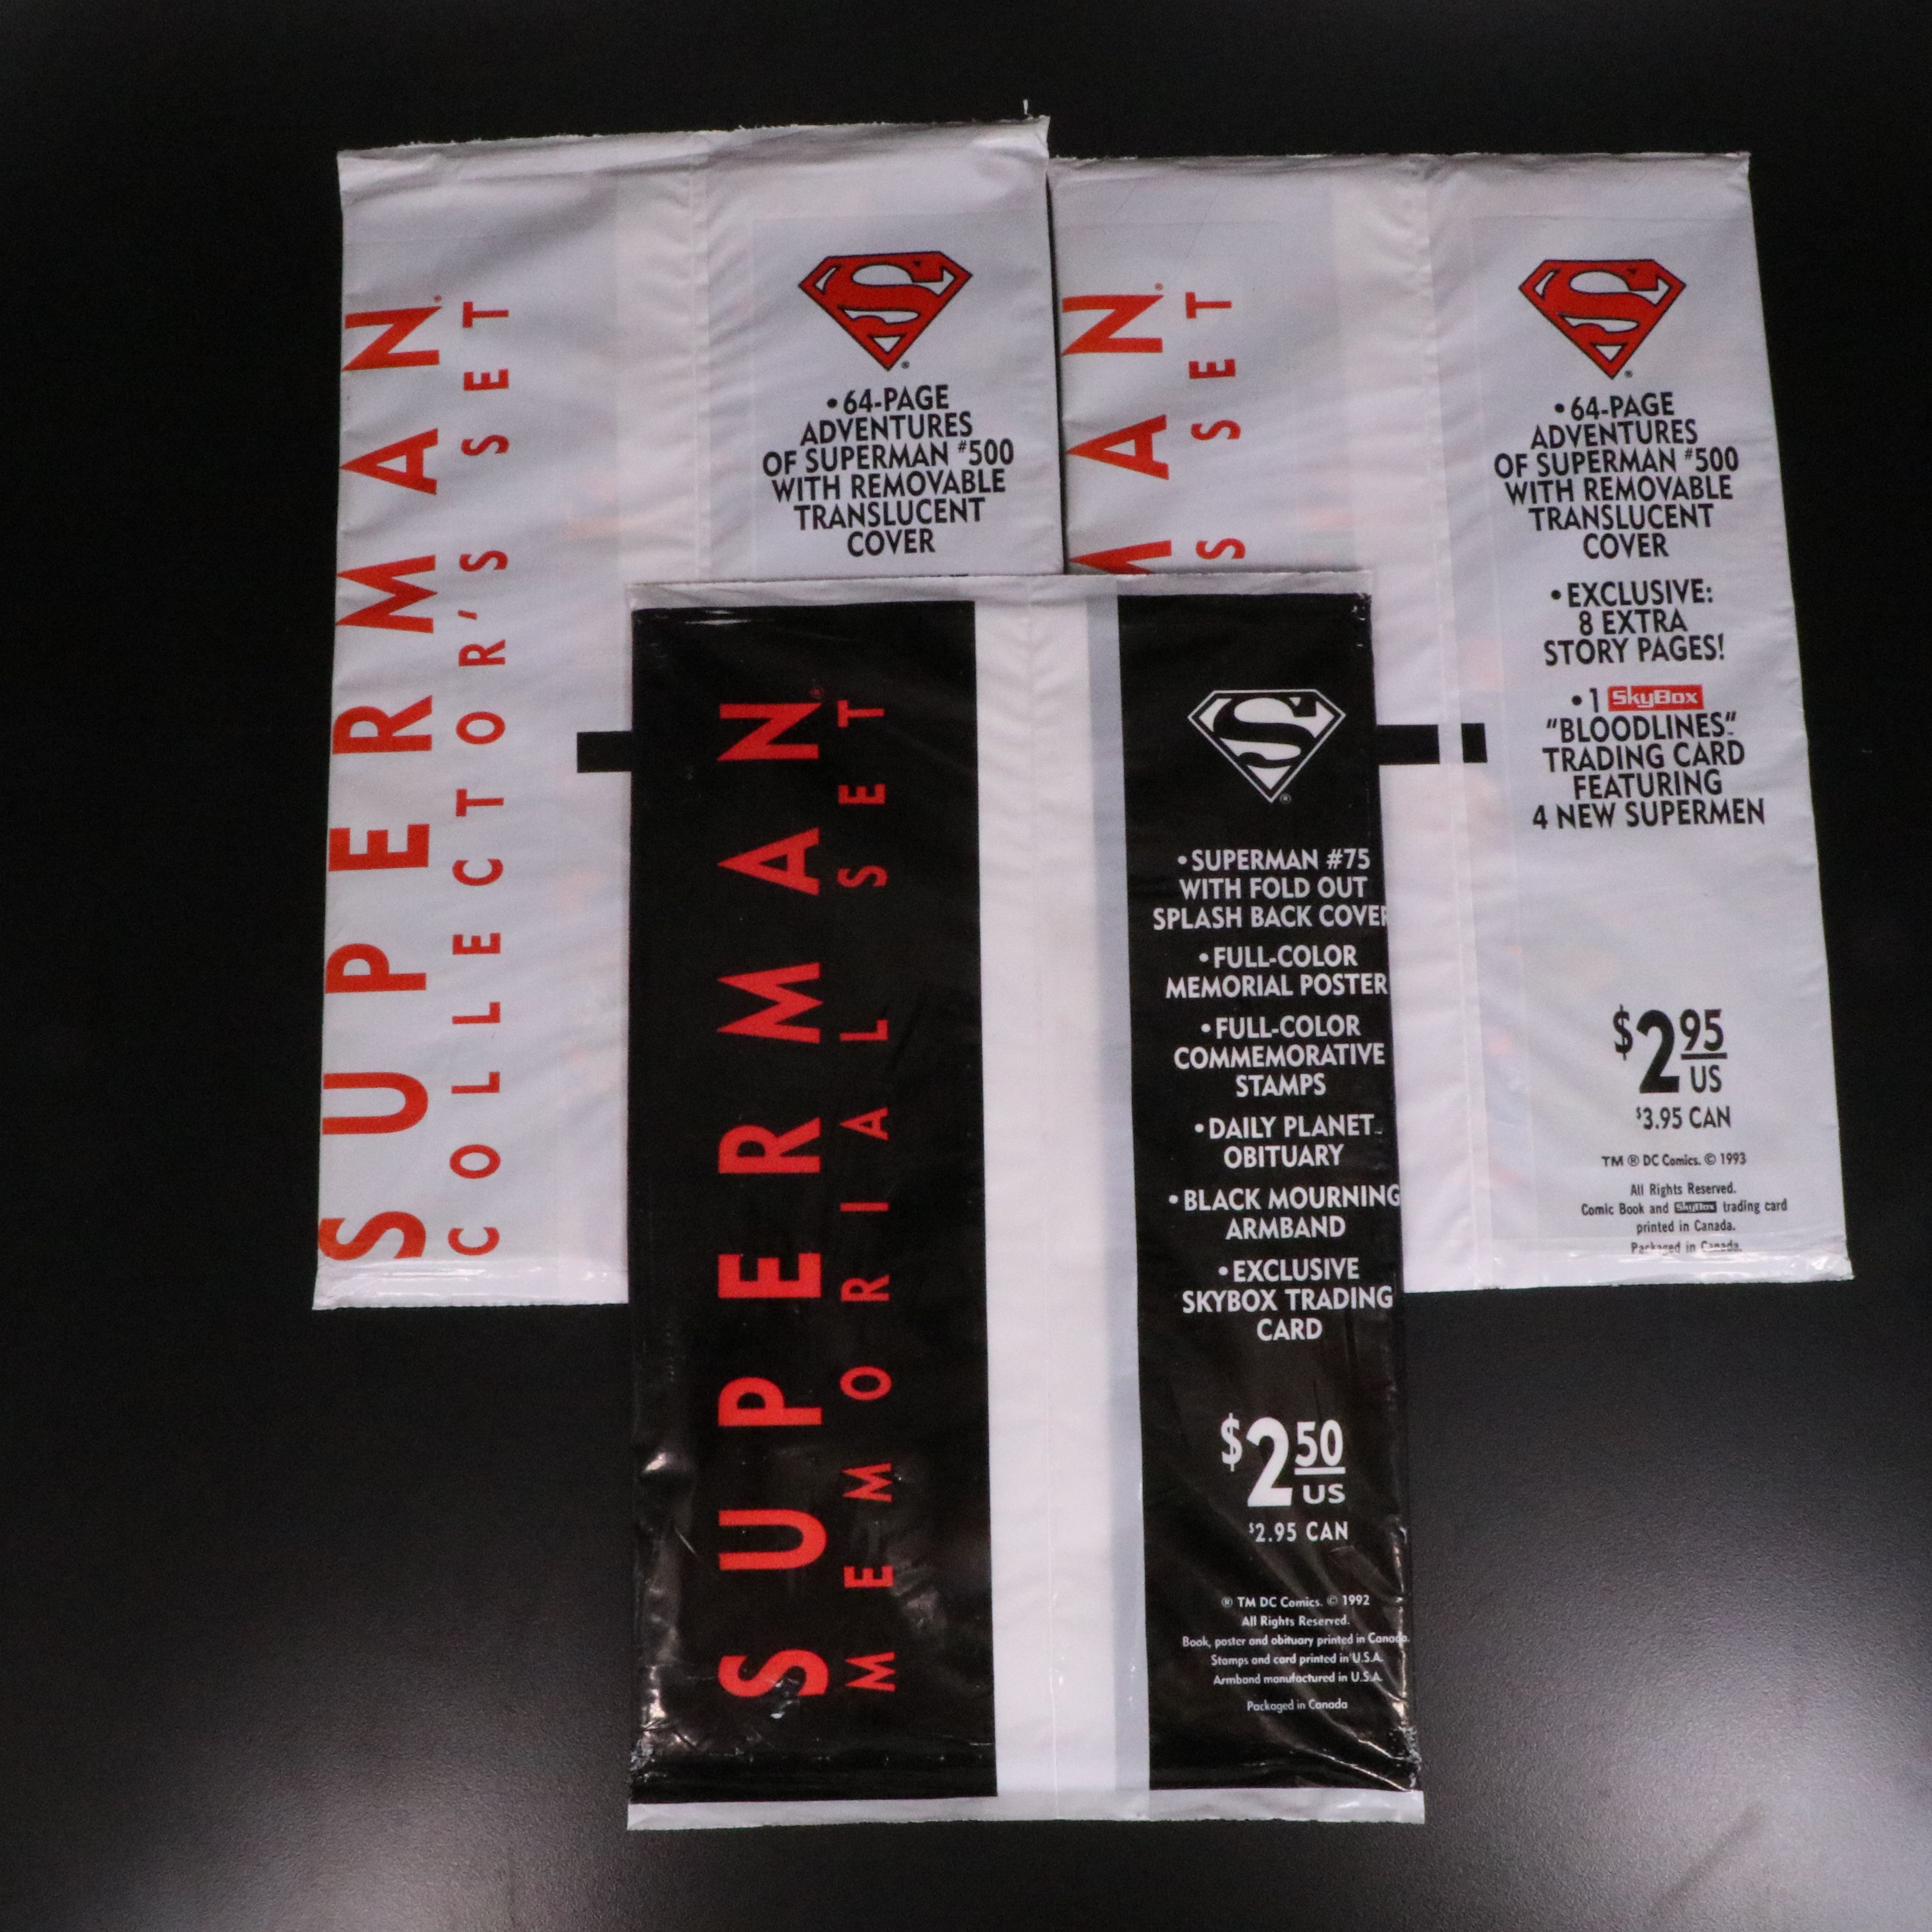 SUPERMAN®
COLLECTOR'S SET
•64-PAGE
ADVENTURES
OF SUPERMAN #500
WITH REMOVABLE
TRANSLUCENT
COVER
MAN®
S SET
•64-PAGE
ADVENTURES
OF SUPERMAN #500
WITH REMOVABLE
TRANSLUCENT
COVER
•EXCLUSIVE:
8 EXTRA
STORY PAGES!
•1 SkyBox
"BLOODLINES"
TRADING CARD
FEATURING
4 NEW SUPERMEN
$2.95
US
$3.95 CAN
TM ® DC Comics. © 1993
All Rights Reserved.
Comic Book and SkyBox trading card
printed in Canada.
Packaged in Canada.
SUPERMAN®
MEMORIAL SET
•SUPERMAN #75
WITH FOLD OUT
SPLASH BACK COVER
•FULL-COLOR
MEMORIAL POSTER
•FULL-COLOR
COMMEMORATIVE
STAMPS
•DAILY PLANET
OBITUARY
•BLACK MOURNING
ARMBAND
•EXCLUSIVE
SKYBOX TRADING
CARD
$2.50
US
$2.95 CAN
® TM DC Comics. © 1992
All Rights Reserved.
Book, poster and obituary printed in Canada.
Stamps and card printed in U.S.A.
Armband manufactured in U.S.A.
Packaged in Canada